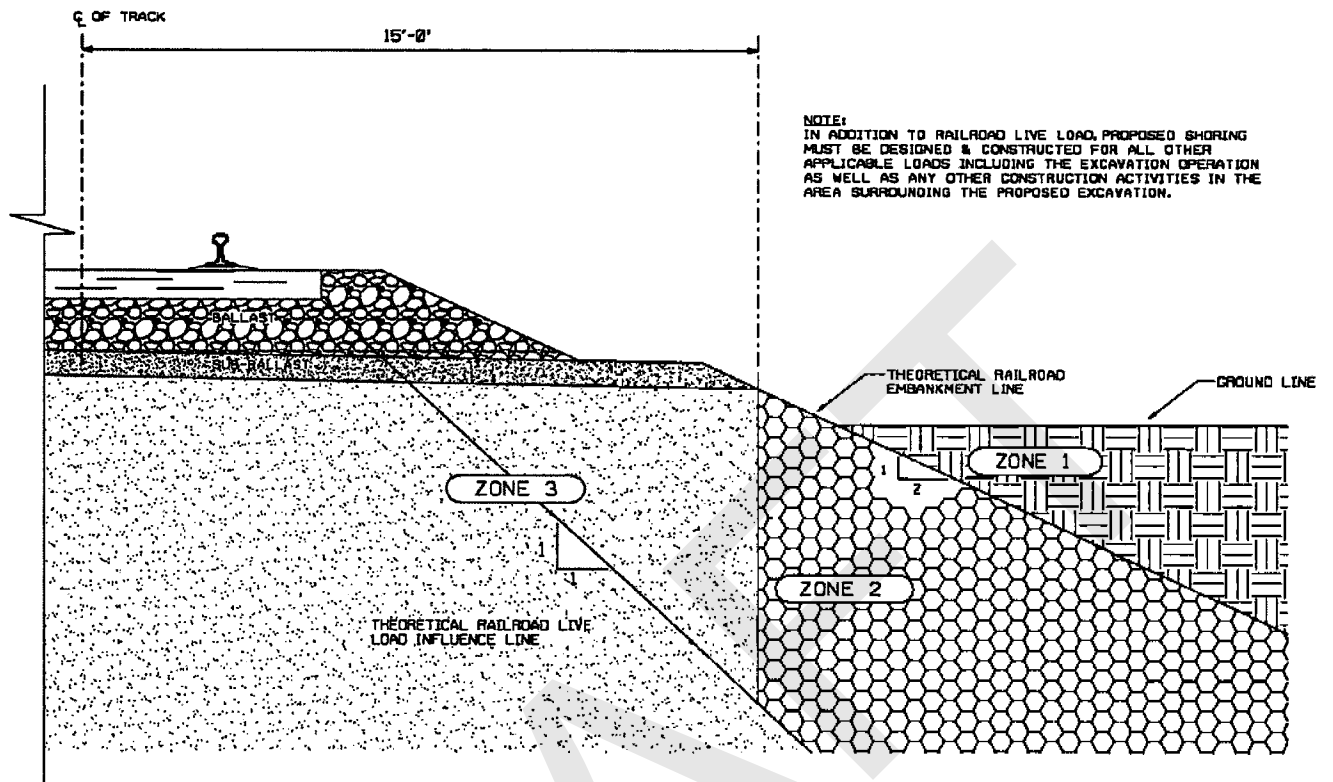 ℄ OF TRACK
15'-0'
NOTE:
IN ADDITION TO RAILROAD LIVE LOAD, PROPOSED SHORING
MUST BE DESIGNED & CONSTRUCTED FOR ALL OTHER
APPLICABLE LOADS INCLUDING THE EXCAVATION OPERATION
AS WELL AS ANY OTHER CONSTRUCTION ACTIVITIES IN THE
AREA SURROUNDING THE PROPOSED EXCAVATION.
BALLAST
SUB-BALLAST
THEORETICAL RAILROAD
EMBANKMENT LINE
GROUND LINE
ZONE 1
1
2
ZONE 3
1
1
ZONE 2
THEORETICAL RAILROAD LIVE
LOAD INFLUENCE LINE